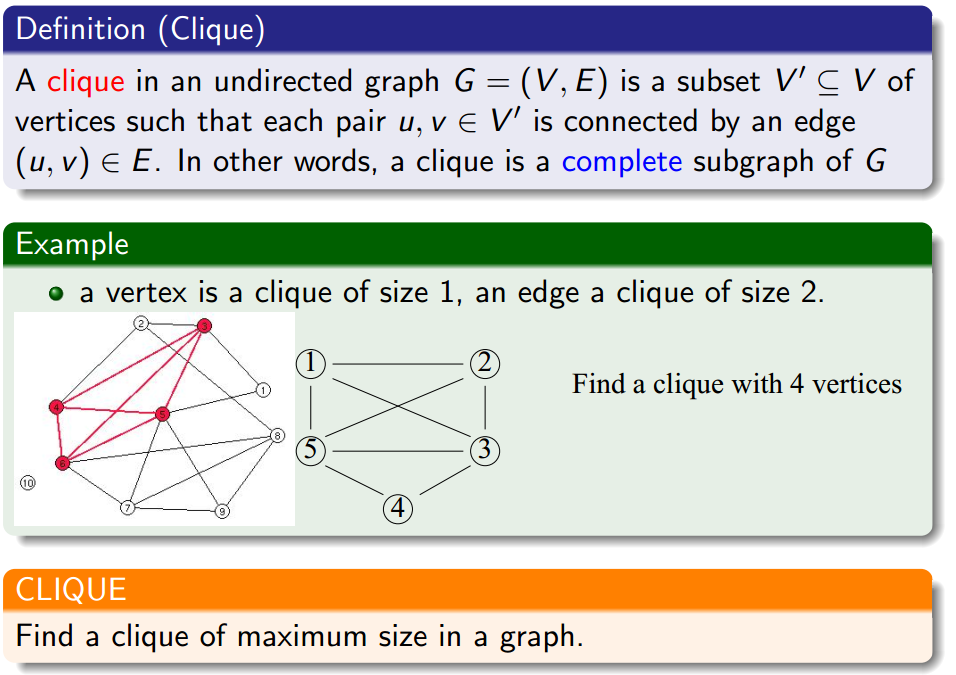 Definition (Clique)
A clique in an undirected graph G = (V, E) is a subset V′ ⊆ V of
vertices such that each pair u, v ∈ V′ is connected by an edge
(u, v) ∈ E. In other words, a clique is a complete subgraph of G
Example
a vertex is a clique of size 1, an edge a clique of size 2.
2
3
1
4
5
8
6
10
7
9
1
2
5
3
4
Find a clique with 4 vertices
CLIQUE
Find a clique of maximum size in a graph.